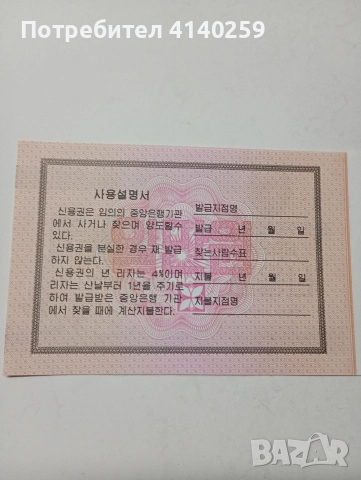 Потребител 4140259
사용설명서
신용권은 임의의 중앙은행기관
에서 사거나 찾으며 양도할수
있다.
신용권을 분실한 경우 재발급
하지 않는다.
신용권의 년 리자는 4%이며
리자는 산날부터 1년을 주기로
하여 발급받은 중앙은행 기관
에서 찾을 때에 계산지불한다.
발급지점명
발급 년 월 일
찾는사람수표
지불 년 월 일
지불지점명
BAZAR